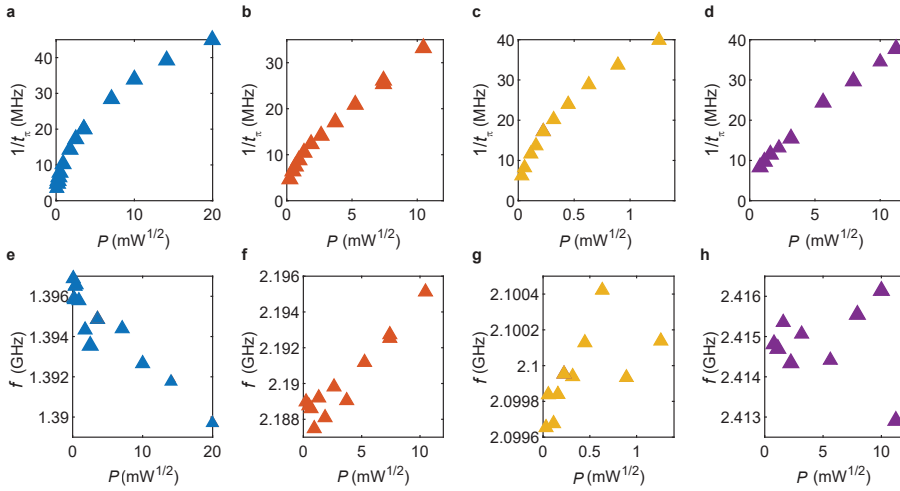 a
b
c
d
1/tπ (MHz)
40
30
20
10
0
0
5
10
15
20
P (mW1/2)
1/tπ (MHz)
40
30
20
10
0
0
5
10
P (mW1/2)
1/tπ (MHz)
40
30
20
10
0
0
0.5
1
P (mW1/2)
1/tπ (MHz)
40
30
20
10
0
0
5
10
P (mW1/2)
e
f
g
h
f (GHz)
1.396
1.394
1.392
1.39
0
5
10
15
20
P (mW1/2)
f (GHz)
2.196
2.194
2.192
2.19
2.188
0
5
10
P (mW1/2)
f (GHz)
2.1004
2.1002
2.1
2.0998
2.0996
0
0.5
1
P (mW1/2)
f (GHz)
2.416
2.415
2.414
2.413
0
5
10
P (mW1/2)